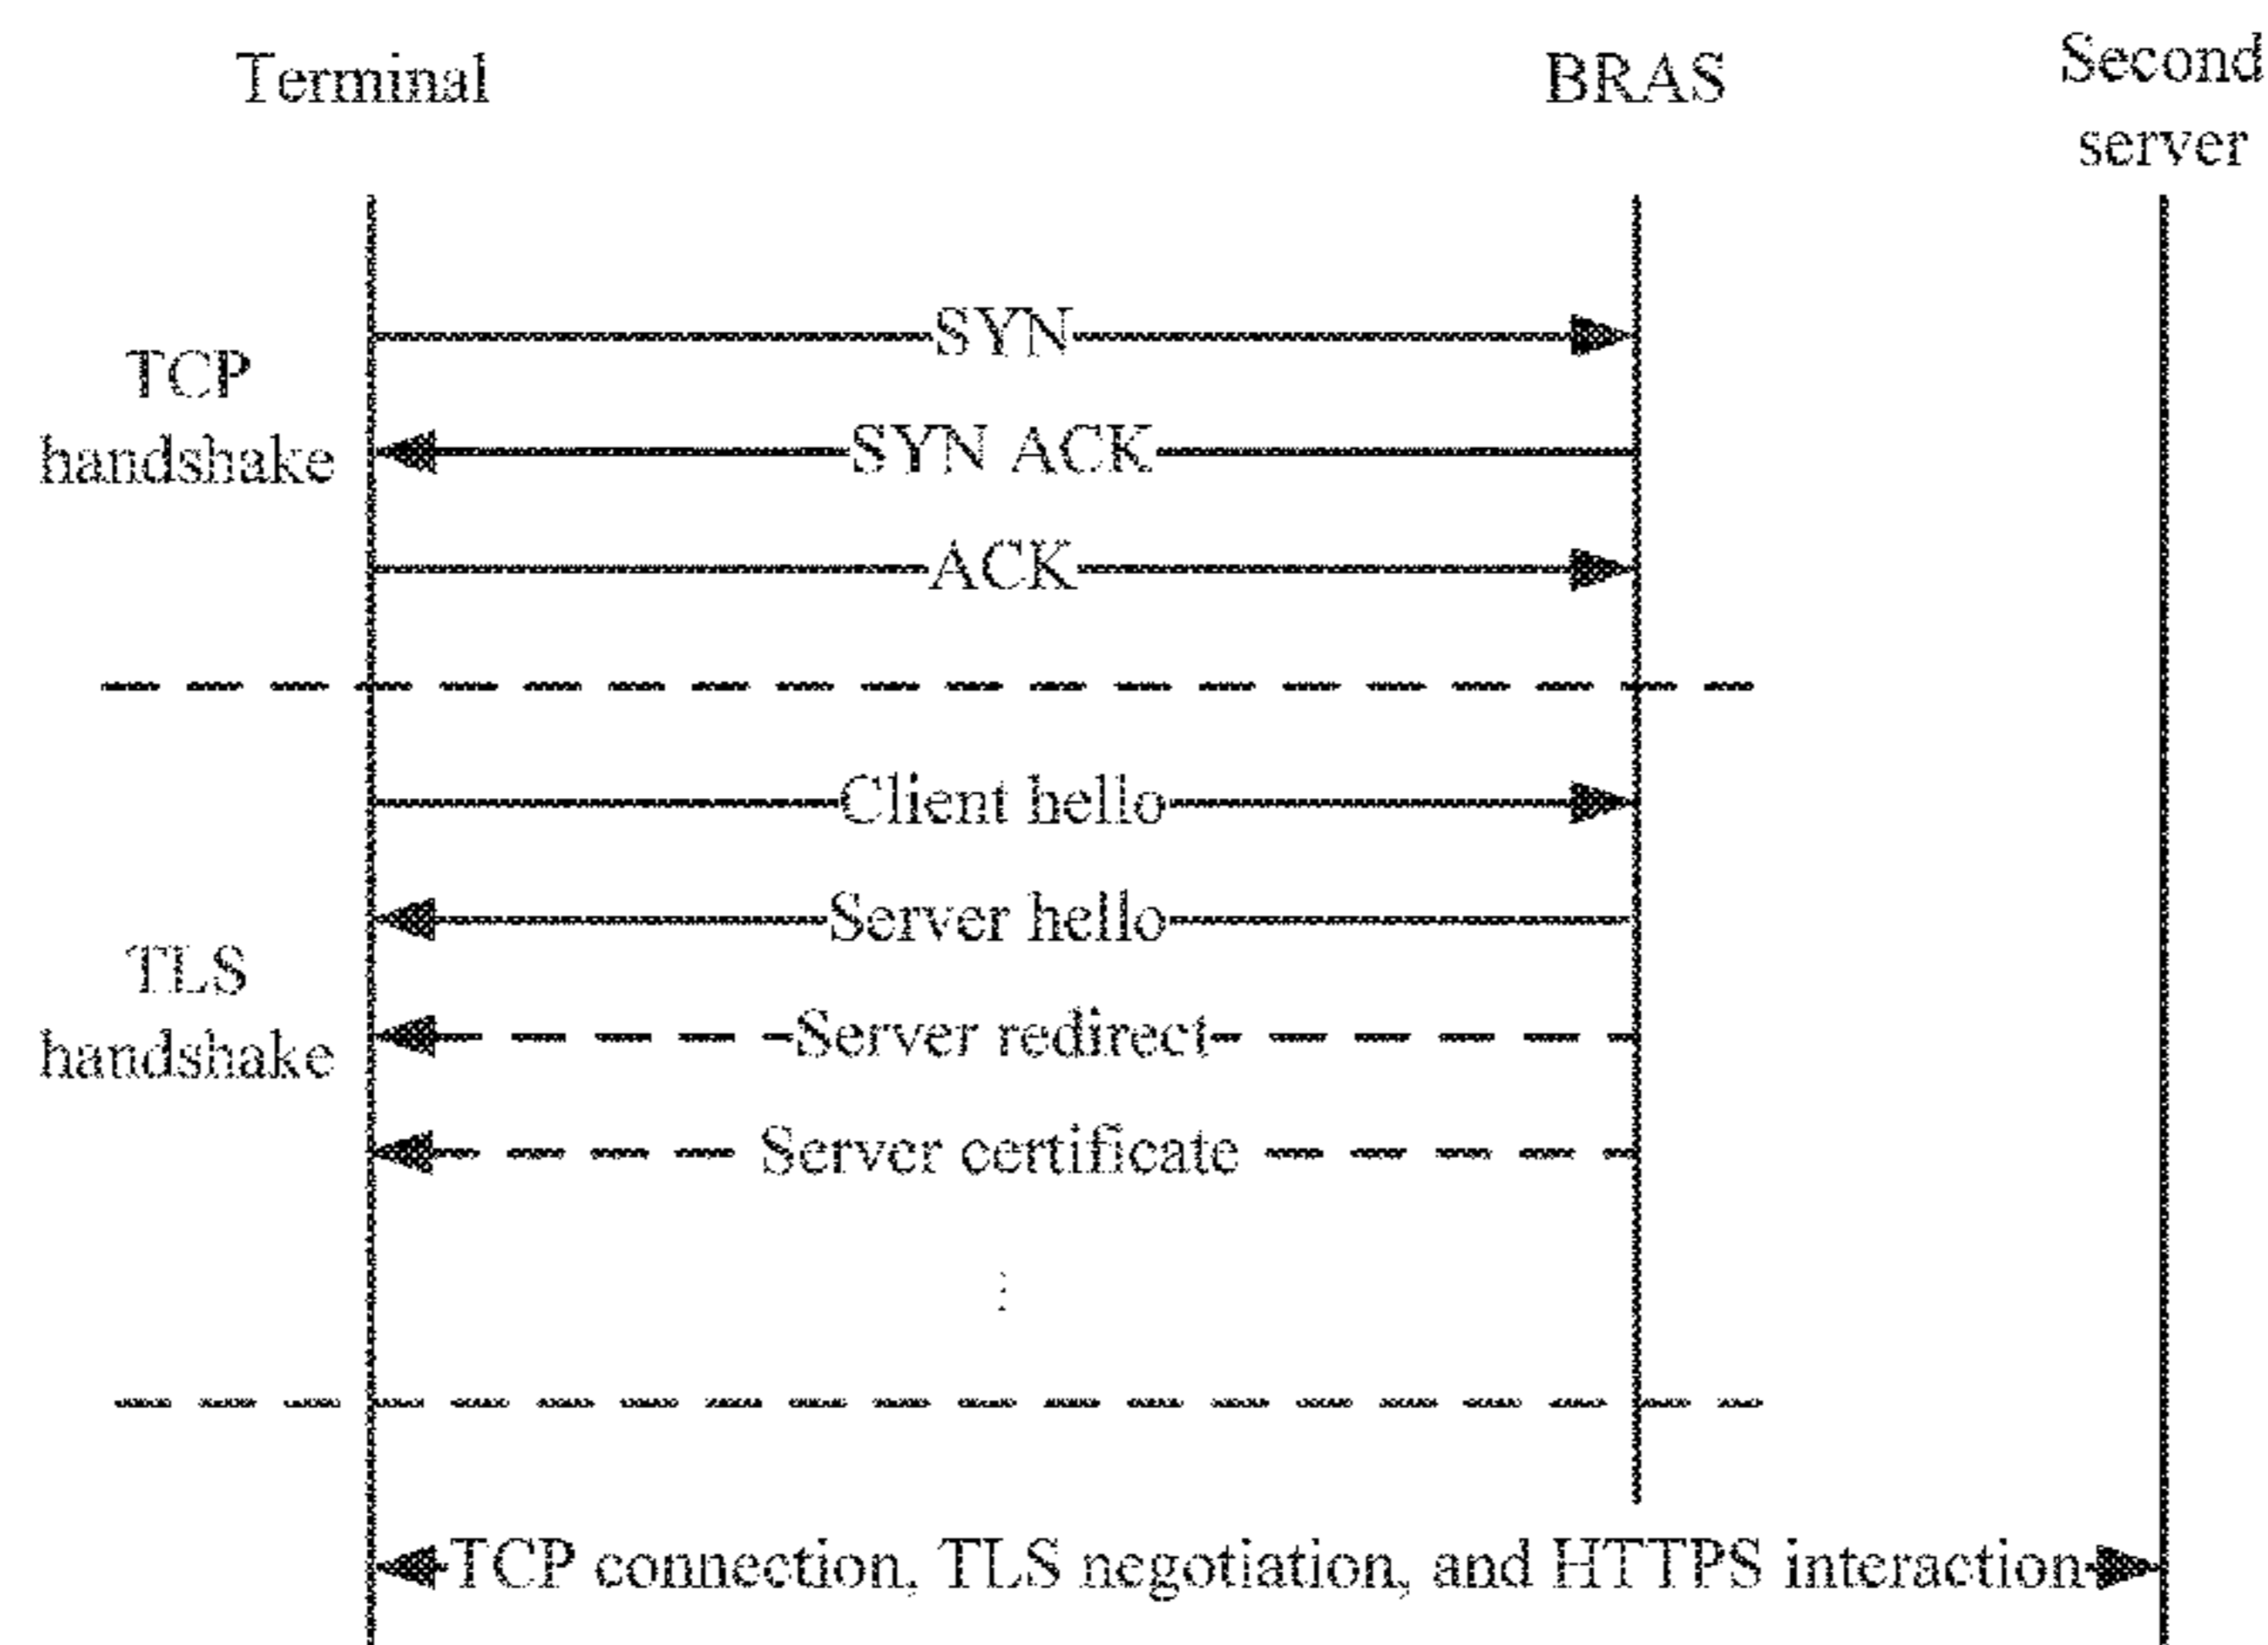 Terminal
BRAS
Second
server
SYN
TCP
handshake
SYN ACK
ACK
Client hello
Server hello
TLS
handshake
Server redirect
Server certificate
TCP connection, TLS negotiation, and HTTPS interaction